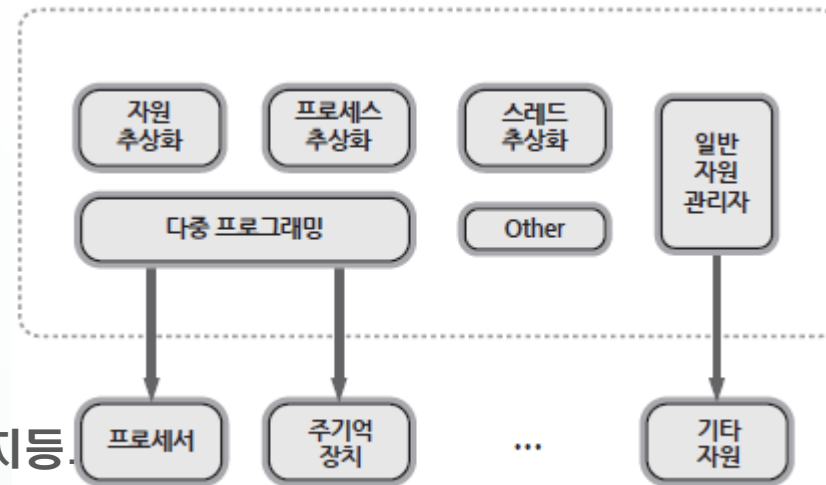 자원
추상화
프로세스
추상화
스레드
추상화
일반
자원
관리자
다중 프로그래밍
Other
치등.
프로세서
주기억
장치
...
기타
자원